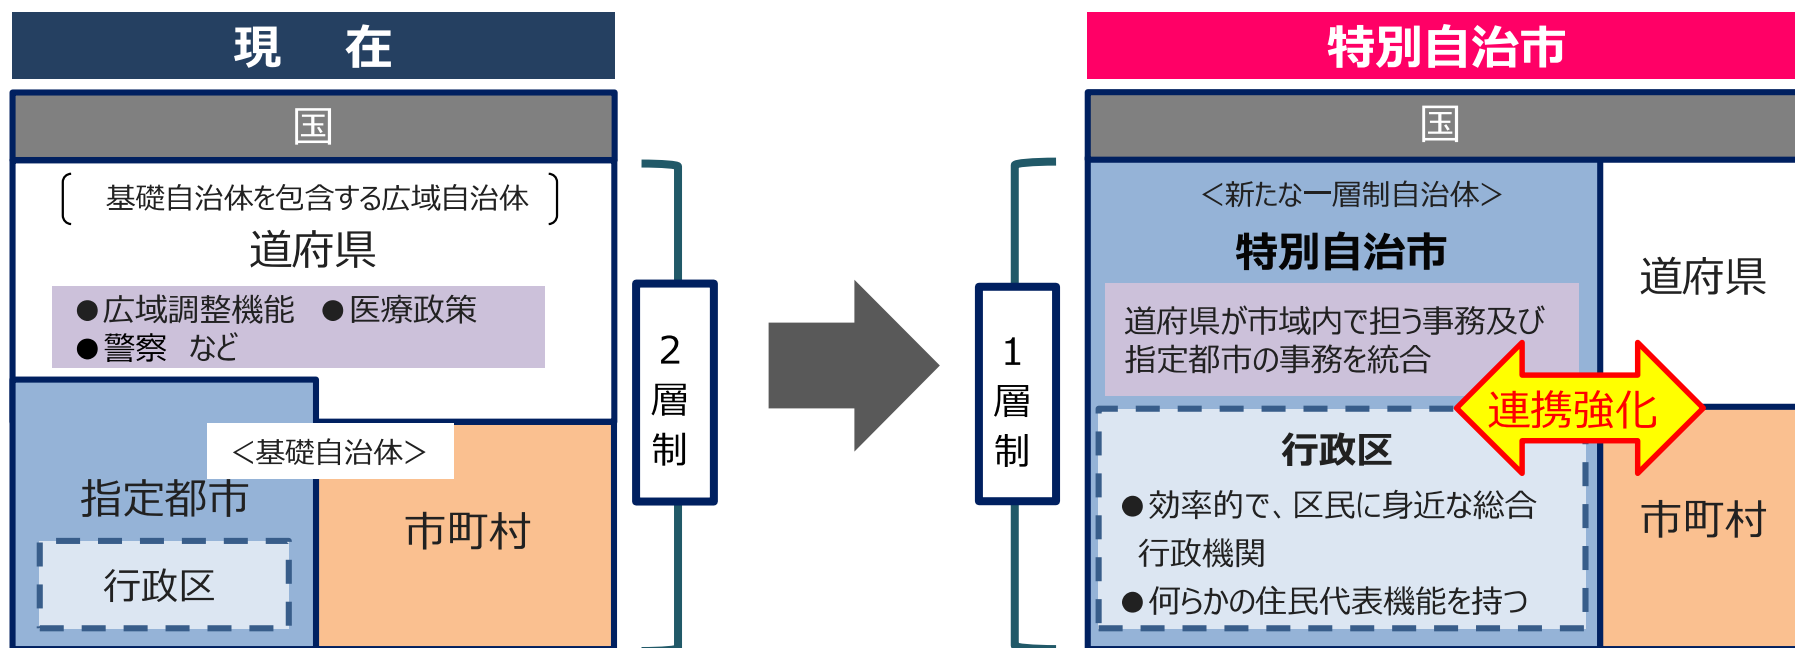 現　在
国
基礎自治体を包含する広域自治体
道府県
●広域調整機能　●医療政策
●警察　など
＜基礎自治体＞
指定都市
市町村
行政区
2
層
制
1
層
制
特別自治市
国
＜新たな一層制自治体＞
特別自治市
道府県が市域内で担う事務及び
指定都市の事務を統合
道府県
連携強化
行政区
●効率的で、区民に身近な総合
行政機関
●何らかの住民代表機能を持つ
市町村